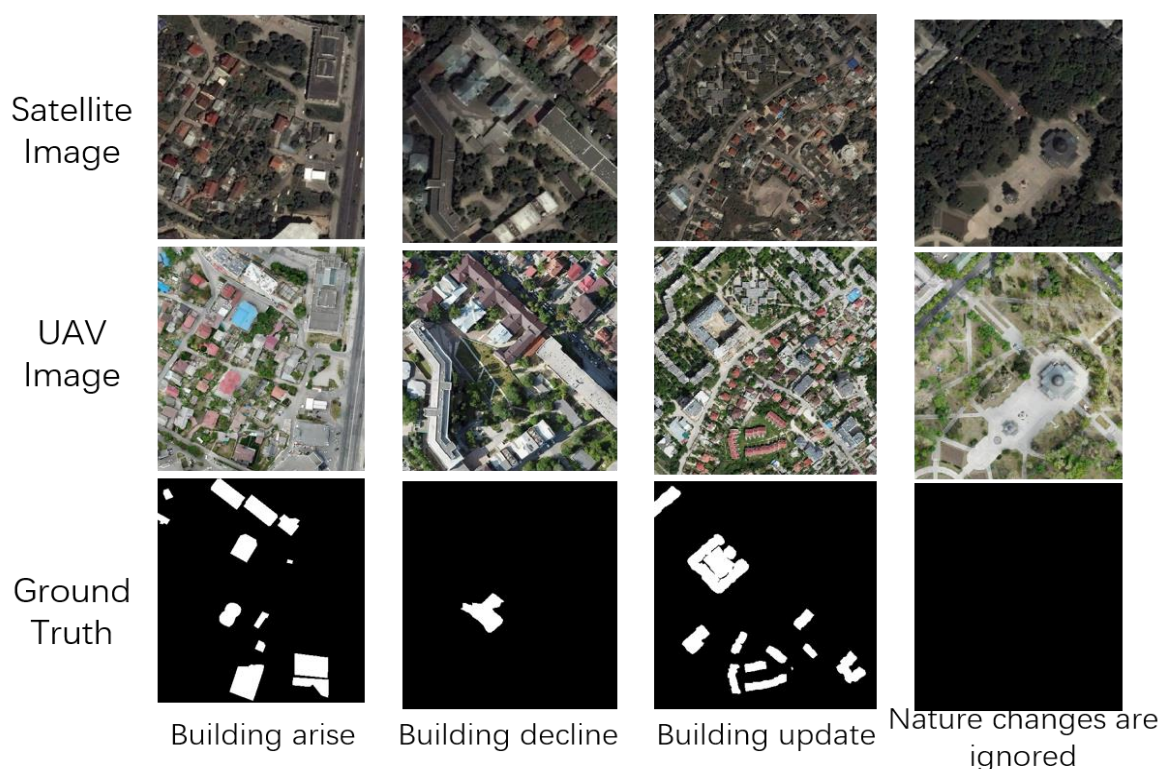 Satellite
Image
UAV
Image
Ground
Truth
Building arise
Building decline
Building update
Nature changes are
ignored